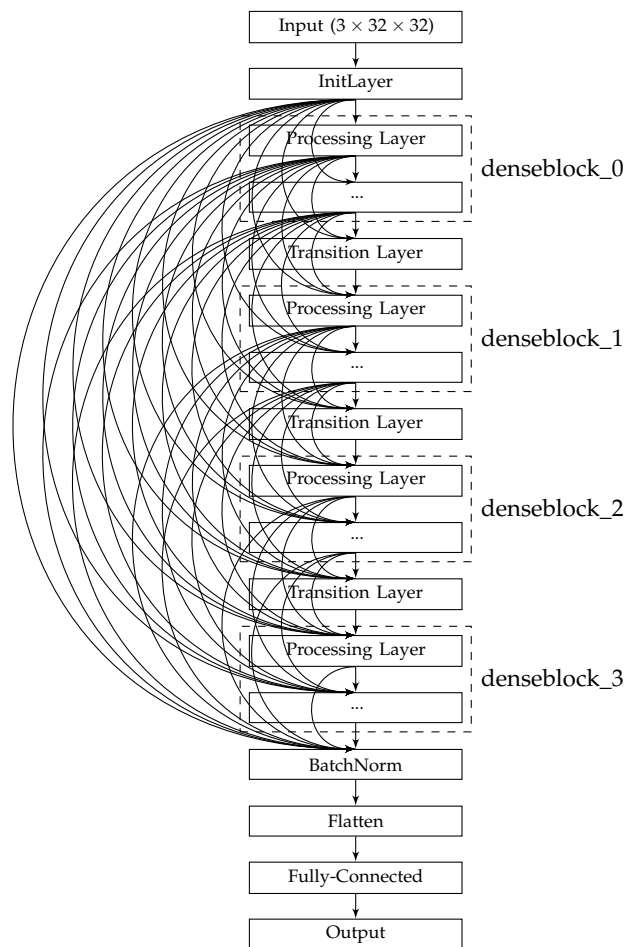 Input (3 × 32 × 32)
InitLayer
Processing Layer
denseblock_0
...
Transition Layer
Processing Layer
denseblock_1
...
Transition Layer
Processing Layer
denseblock_2
...
Transition Layer
Processing Layer
denseblock_3
...
BatchNorm
Flatten
Fully-Connected
Output